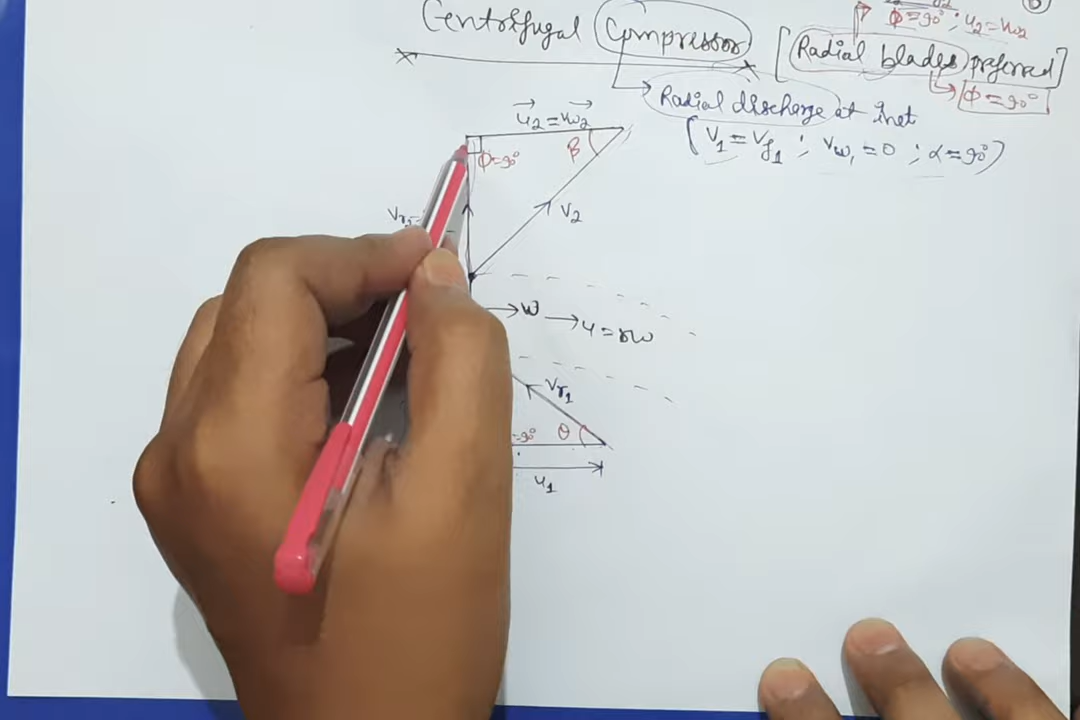 Centrifugal Compressor [Radial blades preferred]
ϕ=90° ; u₂=Vw₂
ϕ=90°
Radial discharge at inet
(V₁=Vf₁ ; Vw₁=0 ; α=90°)
u₂=Vw₂
ϕ=90°
β
V₂
ω → u=rω
Vr₁
θ
u₁